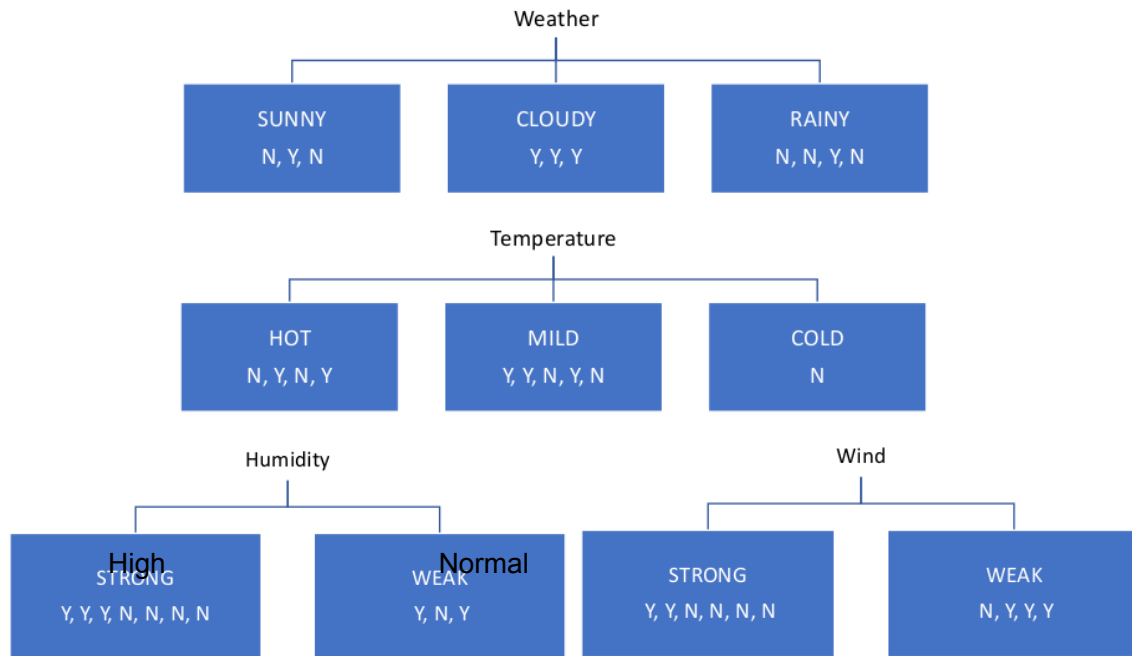 Weather
SUNNY
N, Y, N
CLOUDY
Y, Y, Y
RAINY
N, N, Y, N
Temperature
HOT
N, Y, N, Y
MILD
Y, Y, N, Y, N
COLD
N
Humidity
High
STRONG
Y, Y, Y, N, N, N, N
Normal
WEAK
Y, N, Y
Wind
STRONG
Y, Y, N, N, N, N
WEAK
N, Y, Y, Y